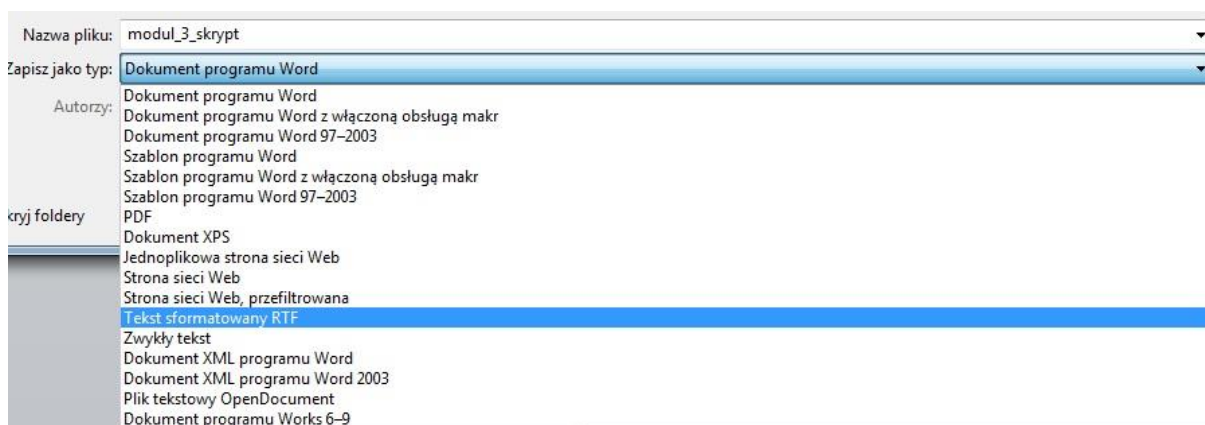 Nazwa pliku: modul_3_skrypt
Zapisz jako typ: Dokument programu Word
Autorzy:
Dokument programu Word
Dokument programu Word z włączoną obsługą makr
Dokument programu Word 97–2003
Szablon programu Word
Szablon programu Word z włączoną obsługą makr
Szablon programu Word 97–2003
kryj foldery
PDF
Dokument XPS
Jednoplikowa strona sieci Web
Strona sieci Web
Strona sieci Web, przefiltrowana
Tekst sformatowany RTF
Zwykły tekst
Dokument XML programu Word
Dokument XML programu Word 2003
Plik tekstowy OpenDocument
Dokument programu Works 6–9